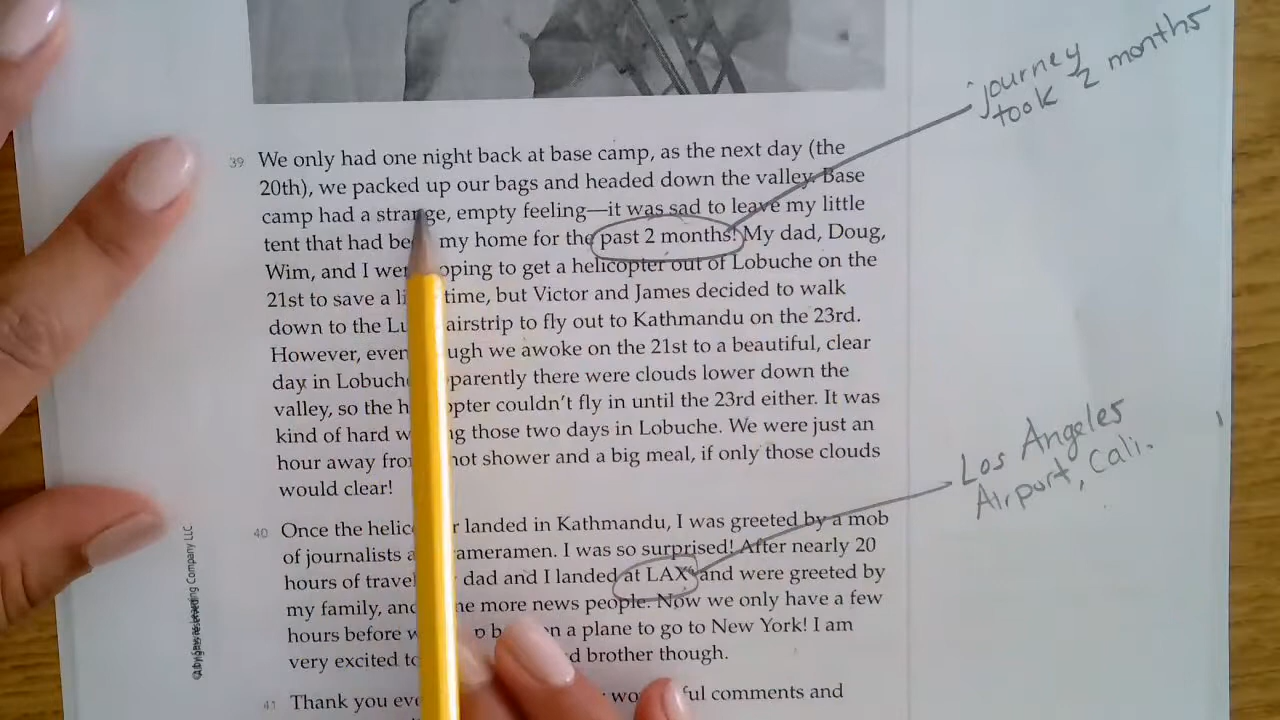 journey
took 2 months
39 We only had one night back at base camp, as the next day (the
20th), we packed up our bags and headed down the valley. Base
camp had a strange, empty feeling—it was sad to leave my little
tent that had be my home for the past 2 months! My dad, Doug,
Wim, and I wer oping to get a helicopter out of Lobuche on the
21st to save a li time, but Victor and James decided to walk
down to the Lu airstrip to fly out to Kathmandu on the 23rd.
However, even ugh we awoke on the 21st to a beautiful, clear
day in Lobuch parently there were clouds lower down the
valley, so the h opter couldn't fly in until the 23rd either. It was
kind of hard w ng those two days in Lobuche. We were just an
hour away fro hot shower and a big meal, if only those clouds
would clear!
Los Angeles
Airport, Cali.
40 Once the helic r landed in Kathmandu, I was greeted by a mob
of journalists a ameramen. I was so surprised! After nearly 20
hours of travel dad and I landed at LAX and were greeted by
my family, and me more news people. Now we only have a few
hours before w p b n a plane to go to New York! I am
very excited to d brother though.
41 Thank you eve wo ful comments and